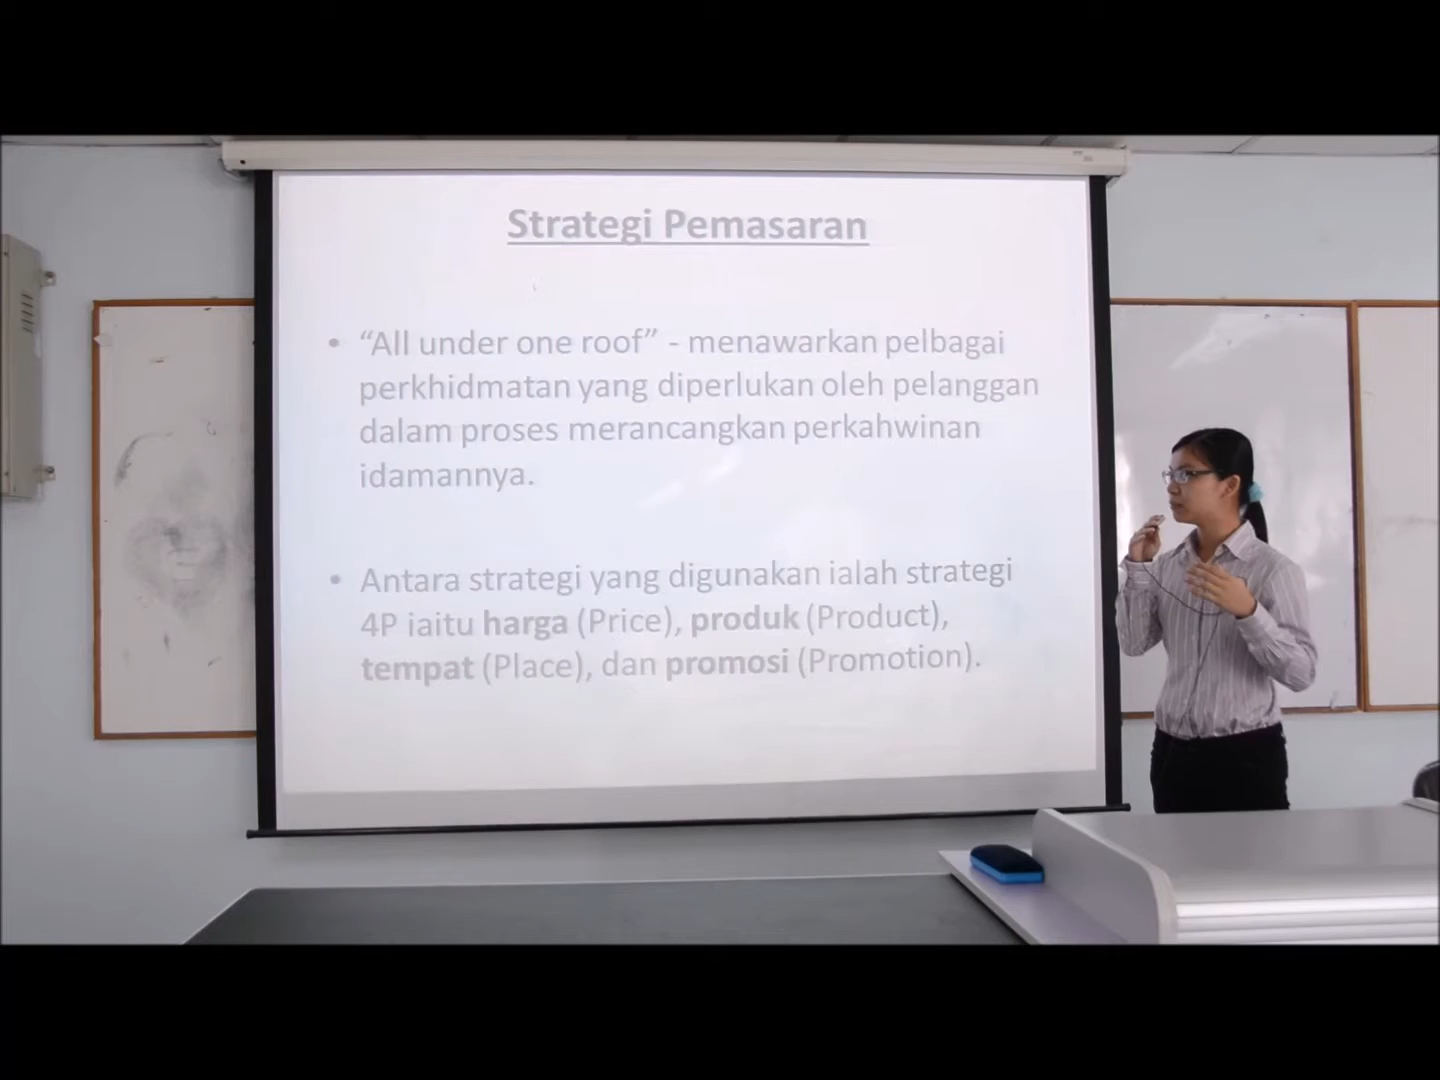 Strategi Pemasaran
• “All under one roof” - menawarkan pelbagai
perkhidmatan yang diperlukan oleh pelanggan
dalam proses merancangkan perkahwinan
idamannya.
• Antara strategi yang digunakan ialah strategi
4P iaitu harga (Price), produk (Product),
tempat (Place), dan promosi (Promotion).